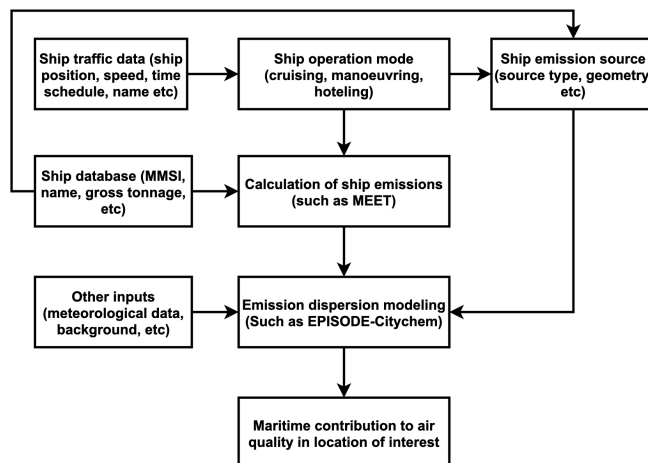 Ship traffic data (ship
position, speed, time
schedule, name etc)
Ship operation mode
(cruising, manoeuvring,
hoteling)
Ship emission source
(source type, geometry
etc)
Ship database (MMSI,
name, gross tonnage,
etc)
Calculation of ship emissions
(such as MEET)
Other inputs
(meteorological data,
background, etc)
Emission dispersion modeling
(Such as EPISODE-Citychem)
Maritime contribution to air
quality in location of interest